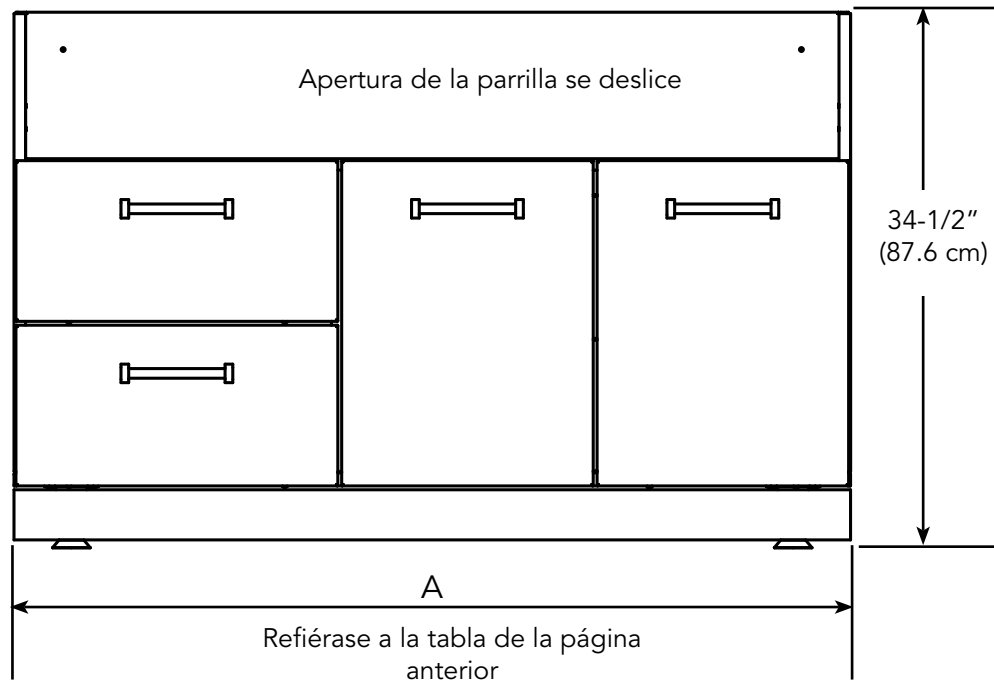 Apertura de la parrilla se deslice
34-1/2”
(87.6 cm)
A
Refiérase a la tabla de la página
anterior